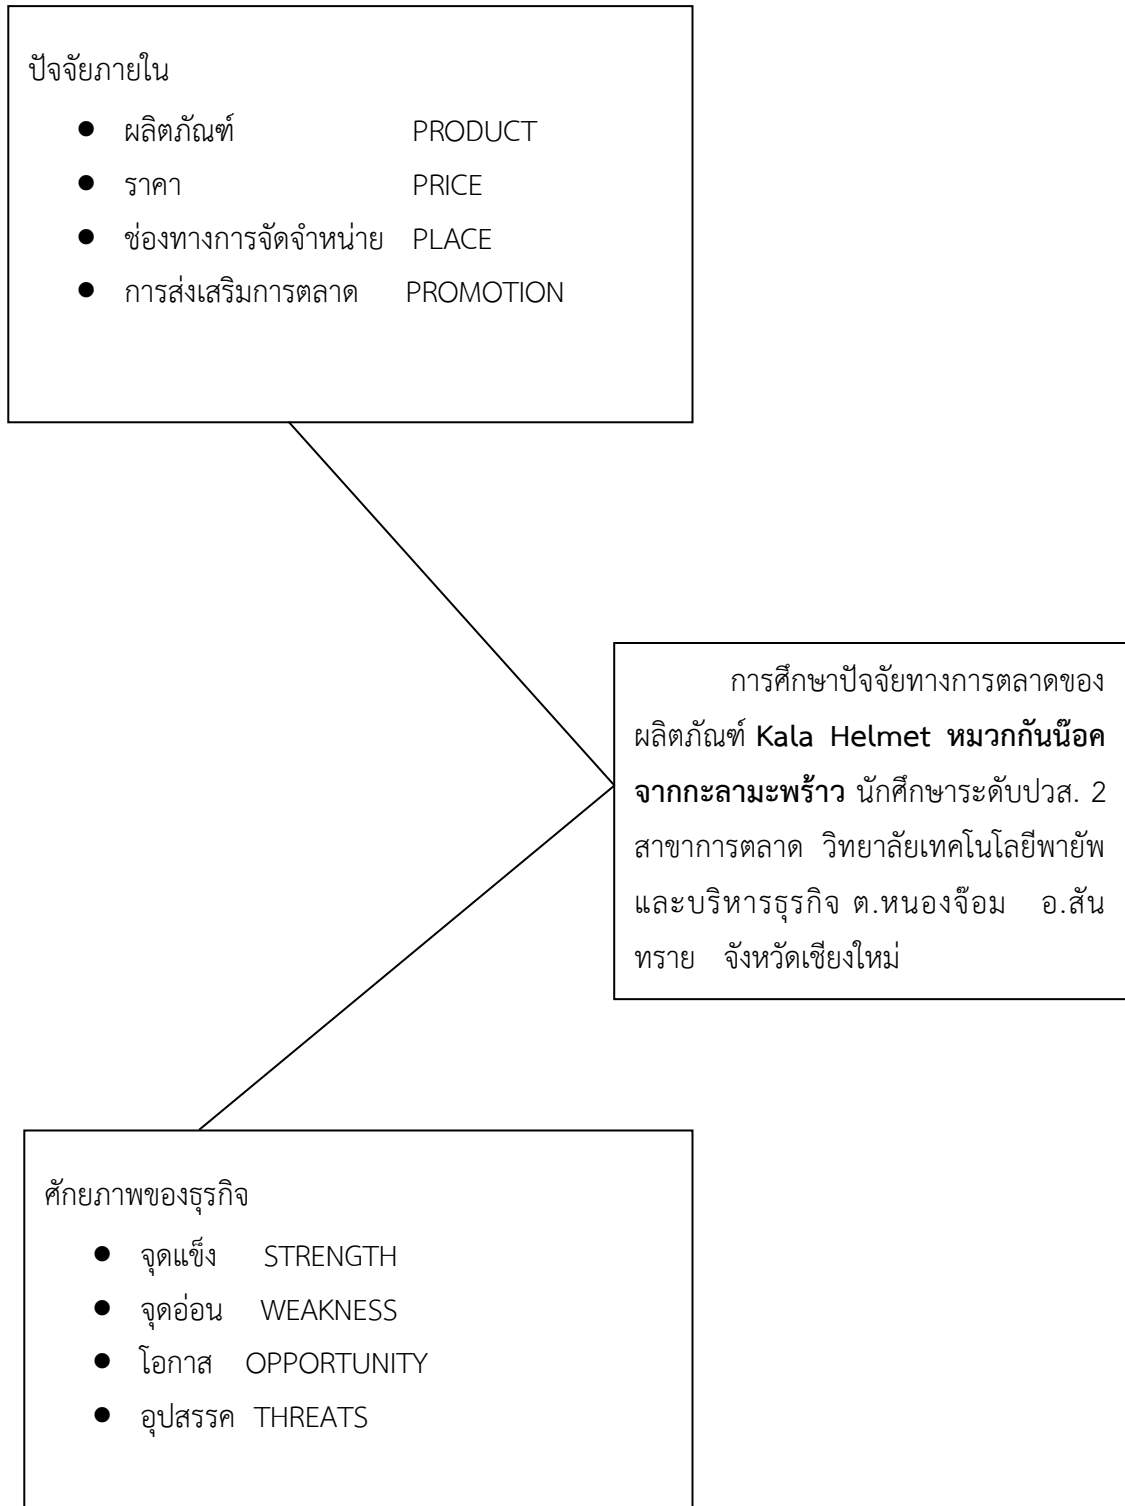 ปัจจัยภายใน
● ผลิตภัณฑ์ PRODUCT
● ราคา PRICE
● ช่องทางการจัดจำหน่าย PLACE
● การส่งเสริมการตลาด PROMOTION
การศึกษาปัจจัยทางการตลาดของ
ผลิตภัณฑ์ Kala Helmet หมวกกันน๊อค
จากกะลามะพร้าว นักศึกษาระดับปวส. 2
สาขาการตลาด วิทยาลัยเทคโนโลยีพายัพ
และบริหารธุรกิจ ต.หนองจ๊อม อ.สัน
ทราย จังหวัดเชียงใหม่
ศักยภาพของธุรกิจ
● จุดแข็ง STRENGTH
● จุดอ่อน WEAKNESS
● โอกาส OPPORTUNITY
● อุปสรรค THREATS